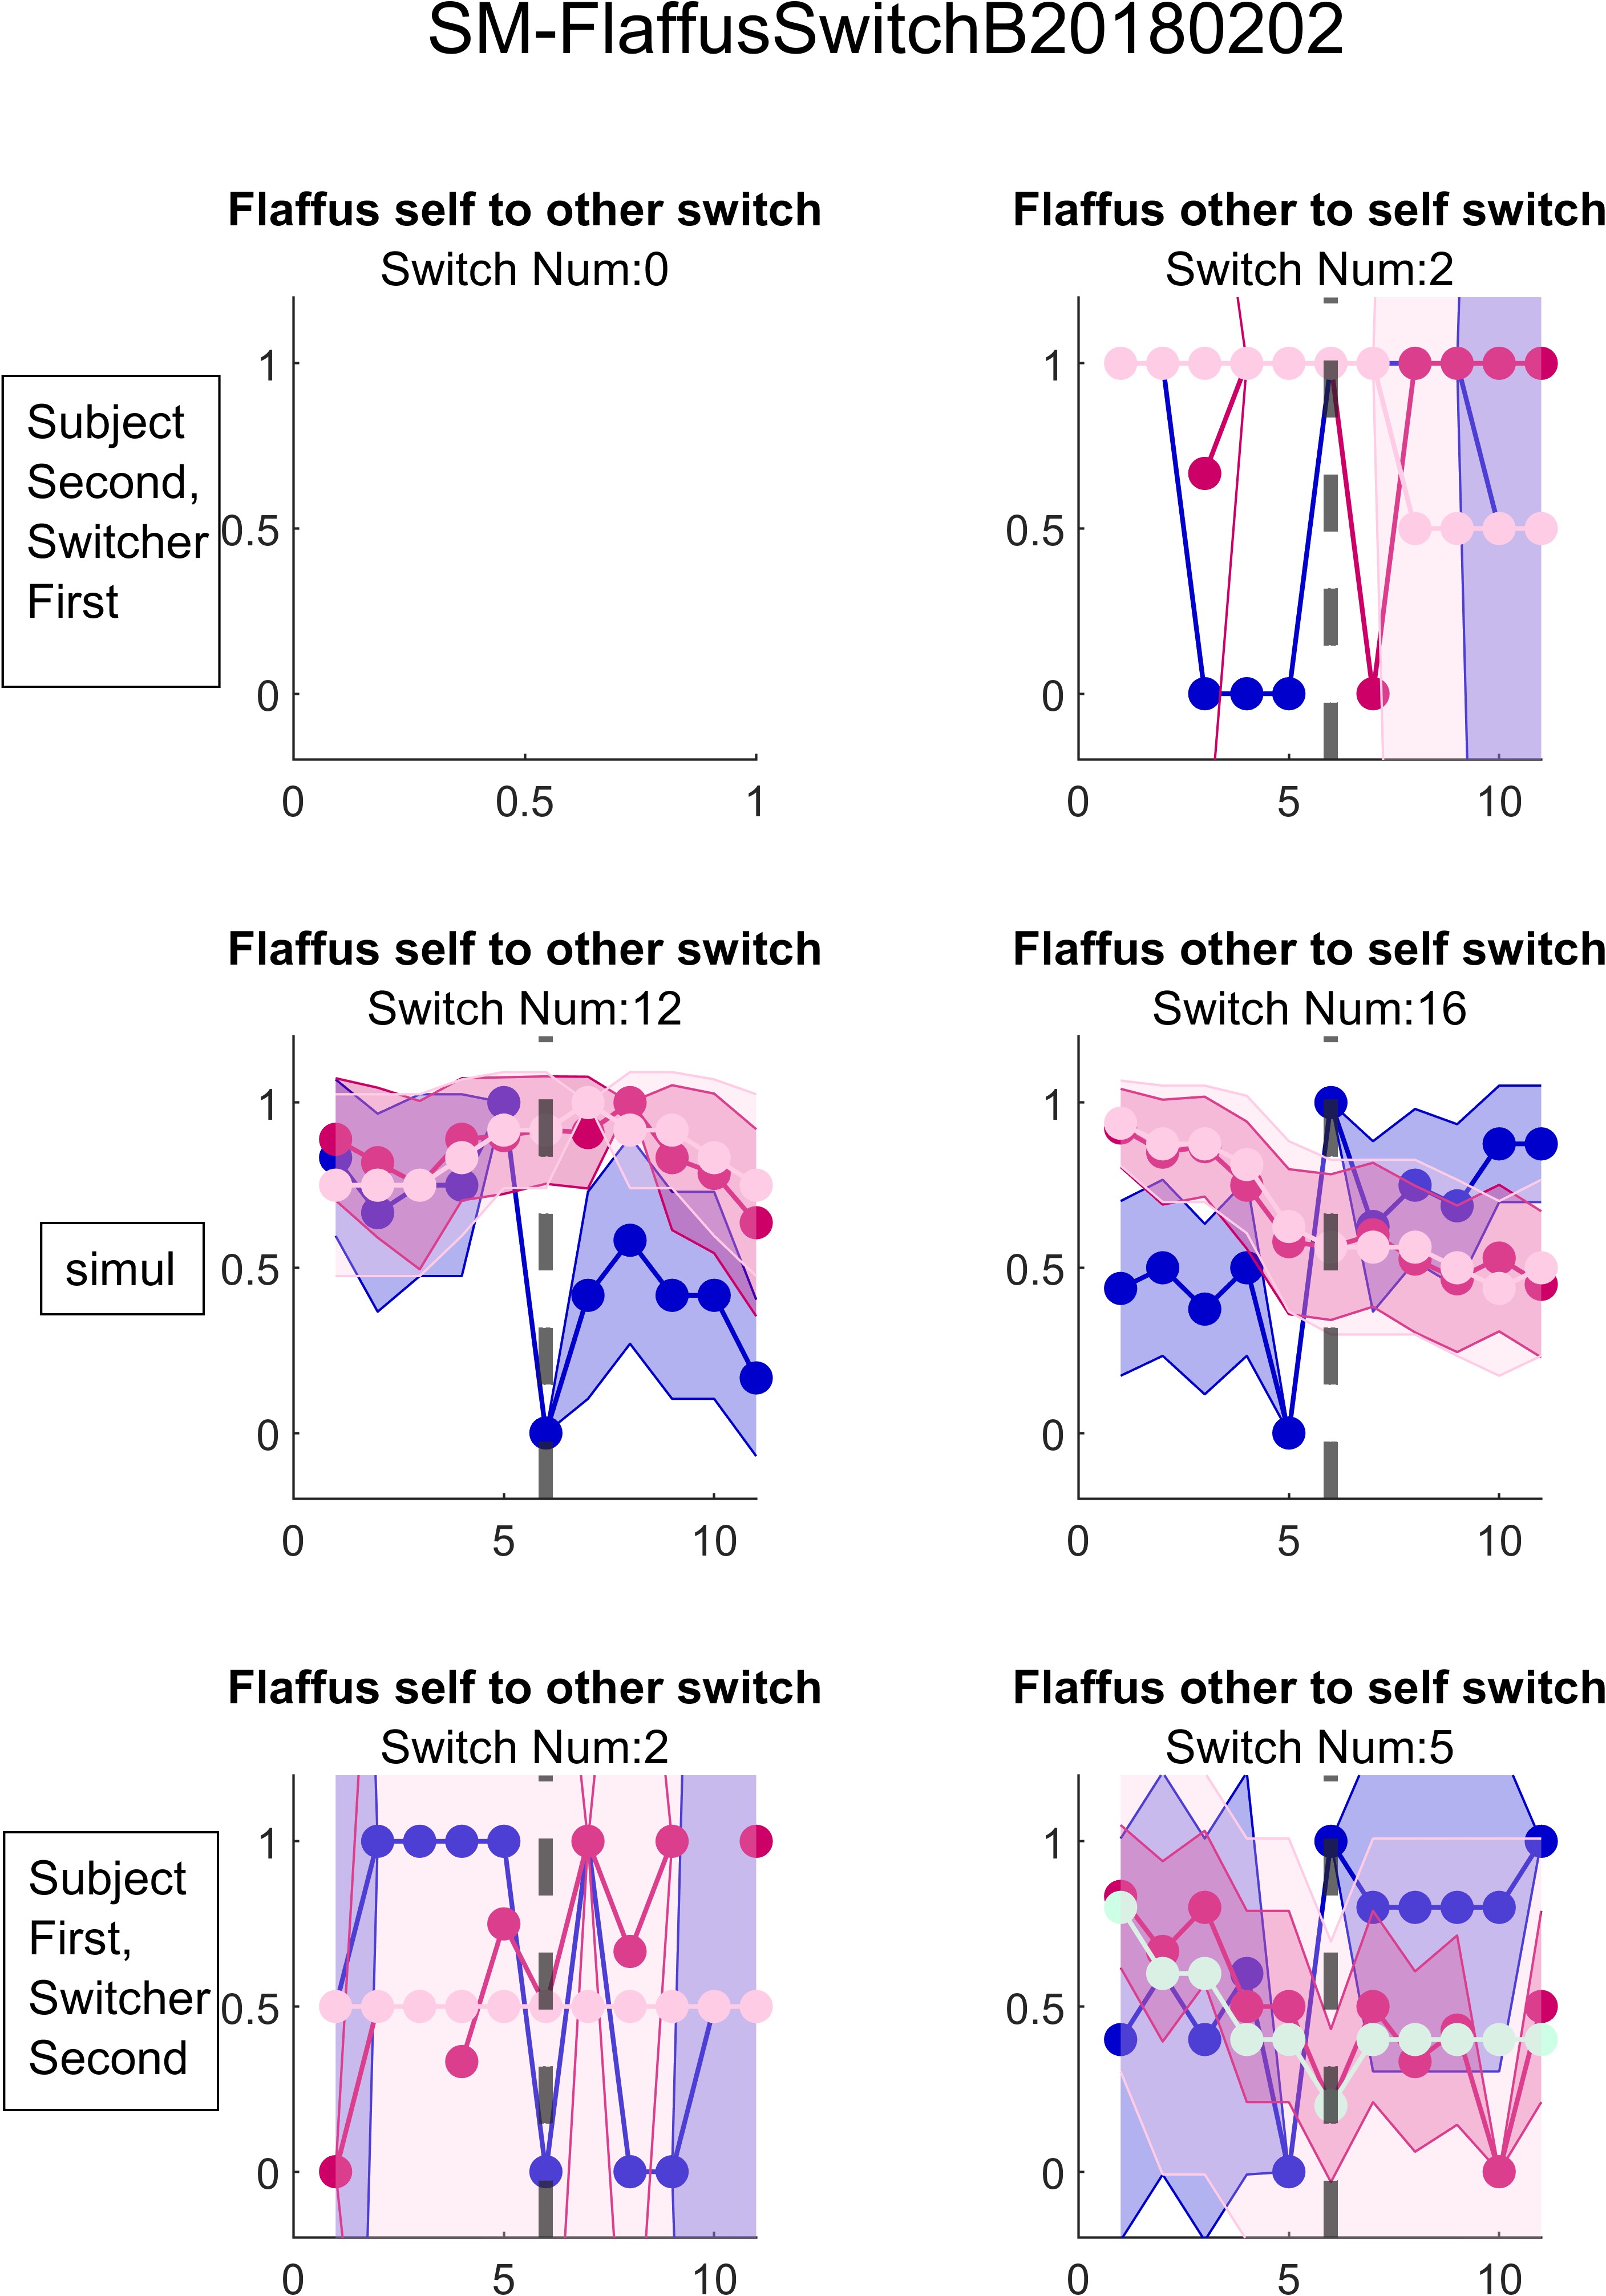 SM-FlaffusSwitchB20180202
Flaffus self to other switch
Switch Num:0
Flaffus other to self switch
Switch Num:2
Subject
Second,
Switcher
First
1
0.5
0
0
0.5
1
1
0.5
0
0
5
10
Flaffus self to other switch
Switch Num:12
Flaffus other to self switch
Switch Num:16
simul
1
0.5
0
0
5
10
1
0.5
0
0
5
10
Flaffus self to other switch
Switch Num:2
Flaffus other to self switch
Switch Num:5
Subject
First,
Switcher
Second
1
0.5
0
0
5
10
1
0.5
0
0
5
10